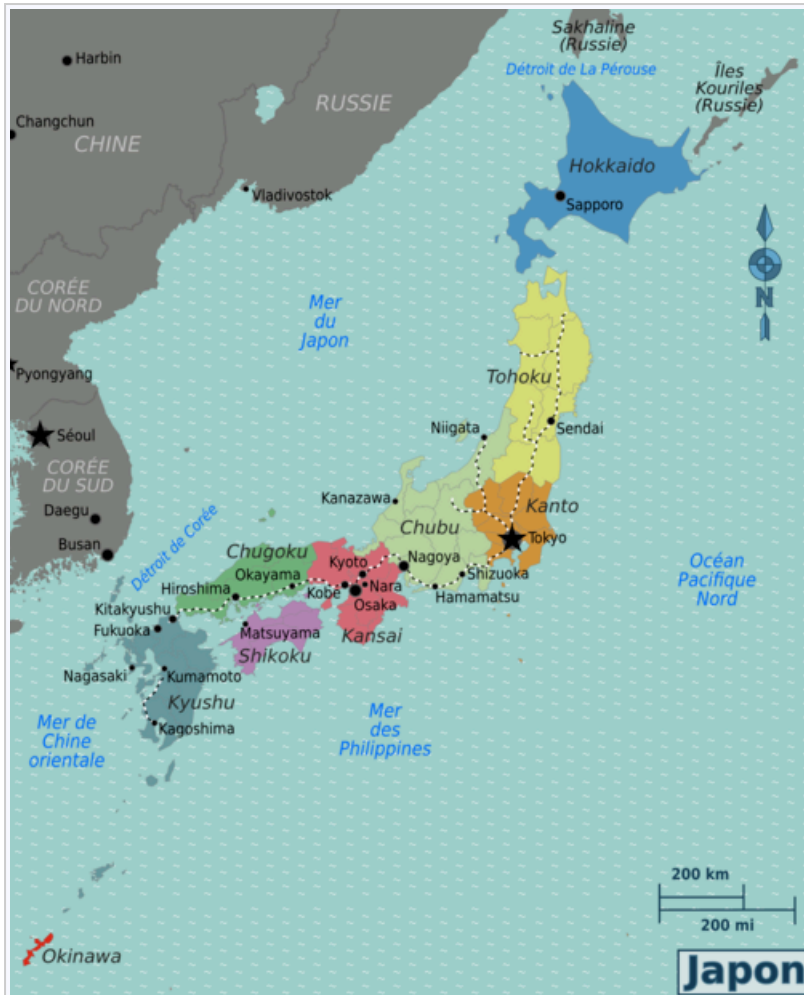 Sakhaline
(Russie)
Harbin
Détroit de La Pérouse
Îles
Kouriles
(Russie)
RUSSIE
Changchun
CHINE
Hokkaido
Vladivostok
Sapporo
CORÉE
DU NORD
N
Mer
du
Japon
Pyongyang
Tohoku
Niigata
Sendai
Séoul
CORÉE
DU SUD
Kanazawa
Kanto
Daegu
Chubu
Tokyo
Busan
Détroit de Corée
Chugoku
Kyoto
Nagoya
Océan
Pacifique
Nord
Okayama
Shizuoka
Hiroshima
Kobe
Nara
Hamamatsu
Osaka
Kitakyushu
Fukuoka
Matsuyama
Kansai
Shikoku
Nagasaki
Kumamoto
Kyushu
Kagoshima
Mer de
Chine
orientale
Mer
des
Philippines
200 km
200 mi
Okinawa
Japon